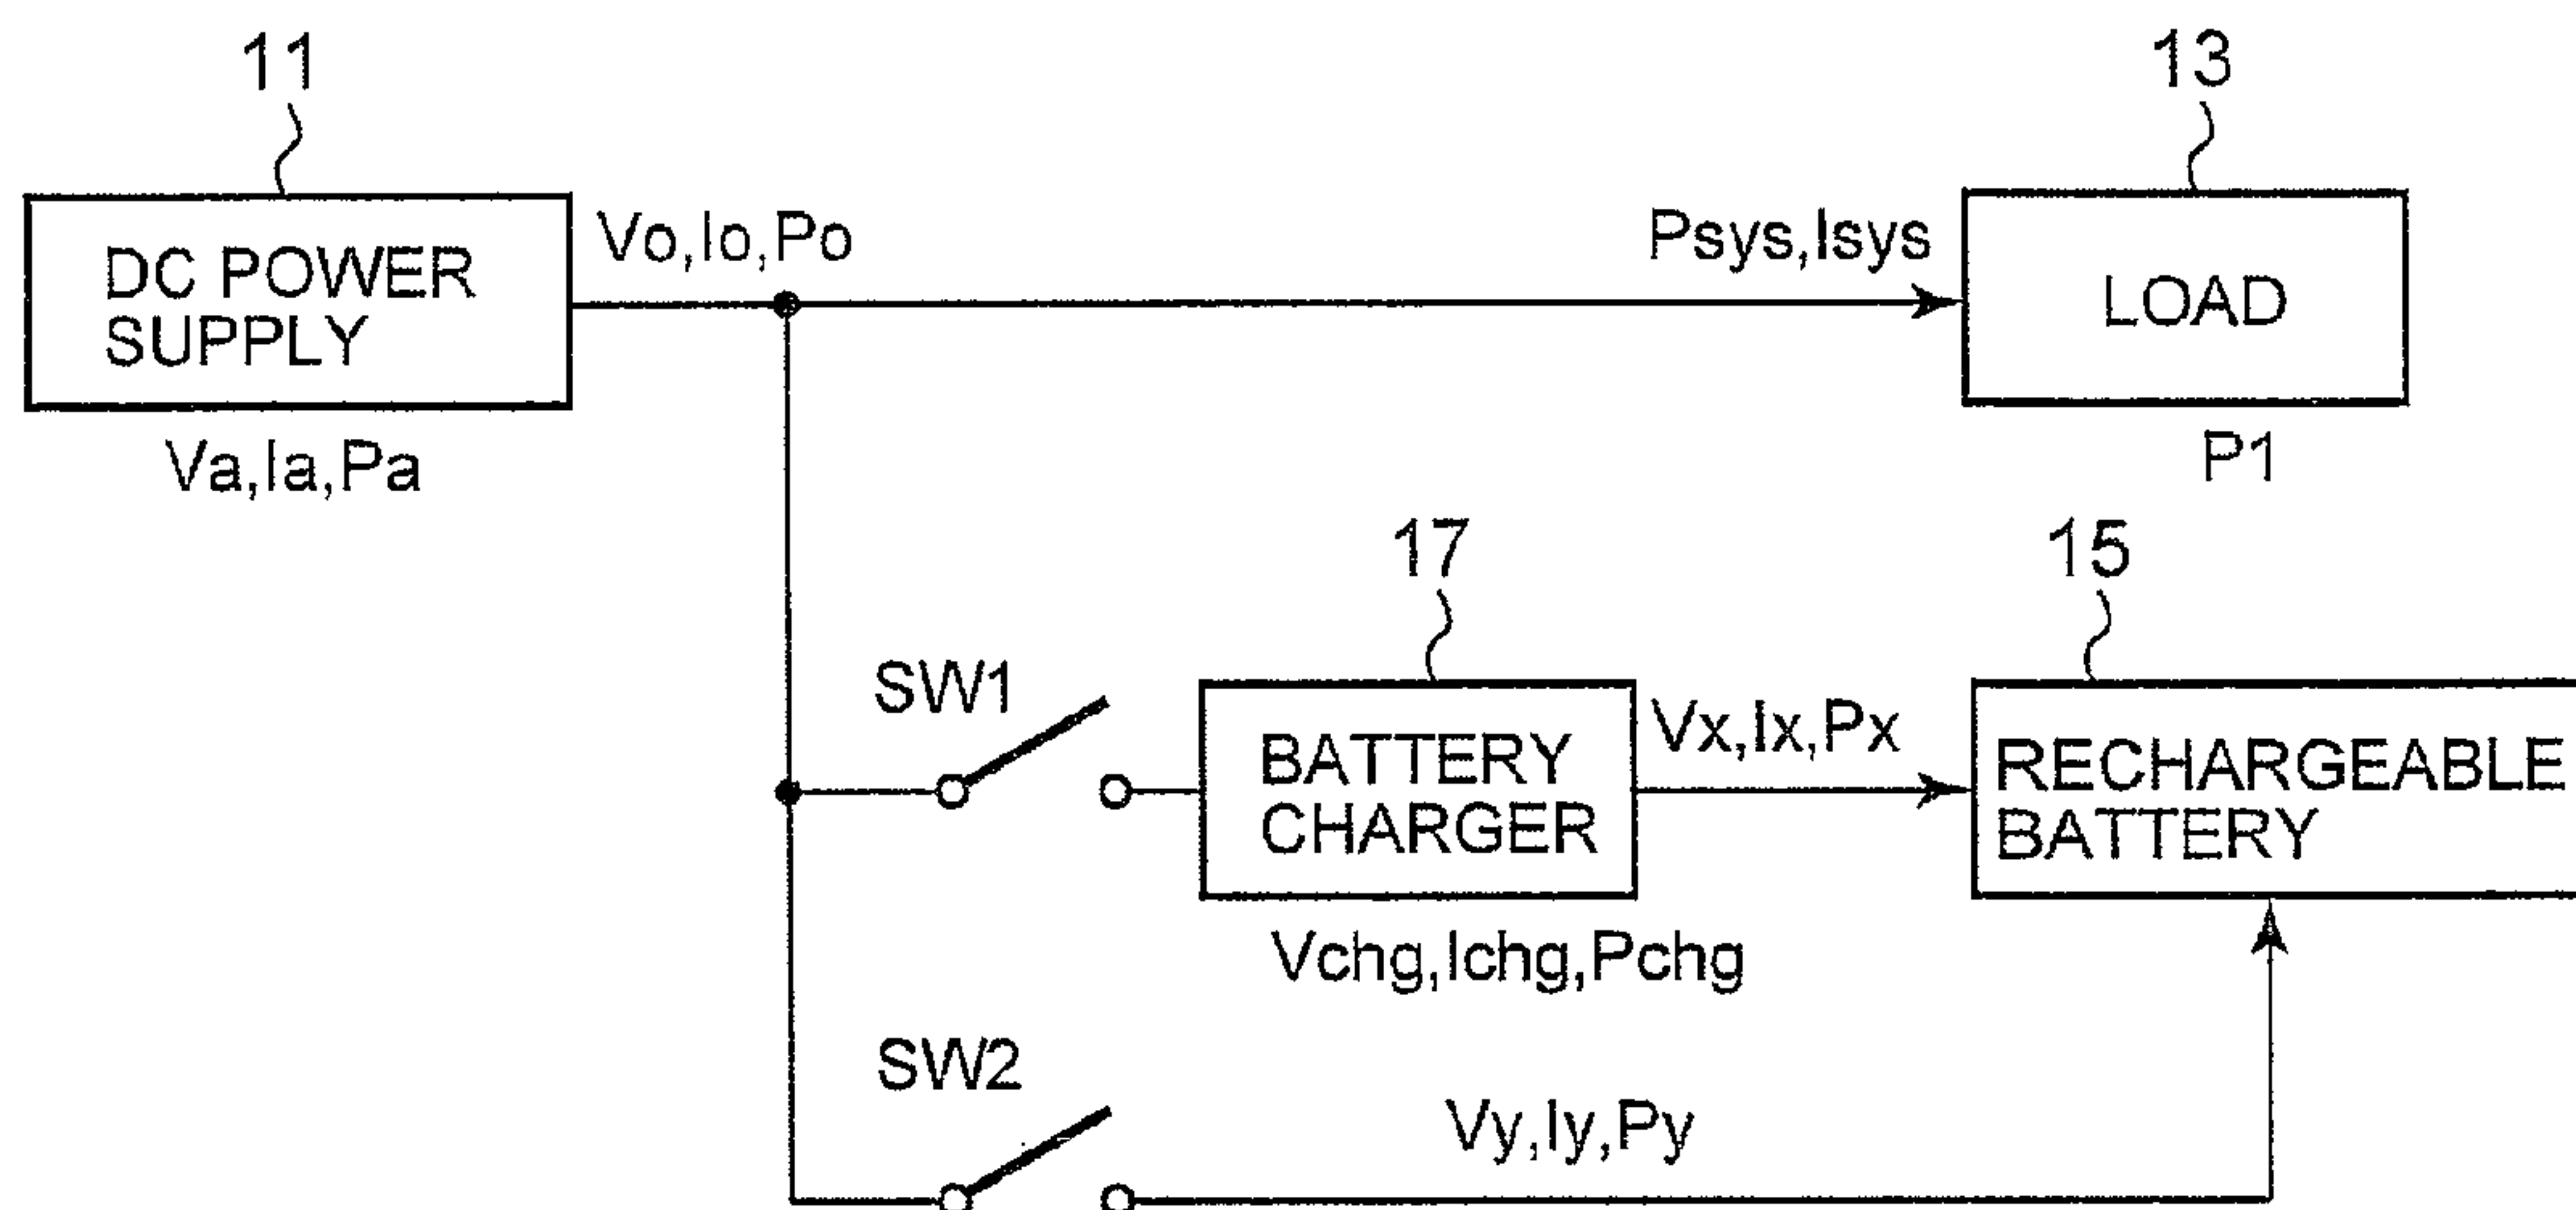 11
13
DC POWER
SUPPLY
Vo,Io,Po
Psys,Isys
LOAD
Va,Ia,Pa
P1
17
15
SW1
BATTERY
CHARGER
Vx,Ix,Px
RECHARGEABLE
BATTERY
Vchg,Ichg,Pchg
SW2
Vy,Iy,Py